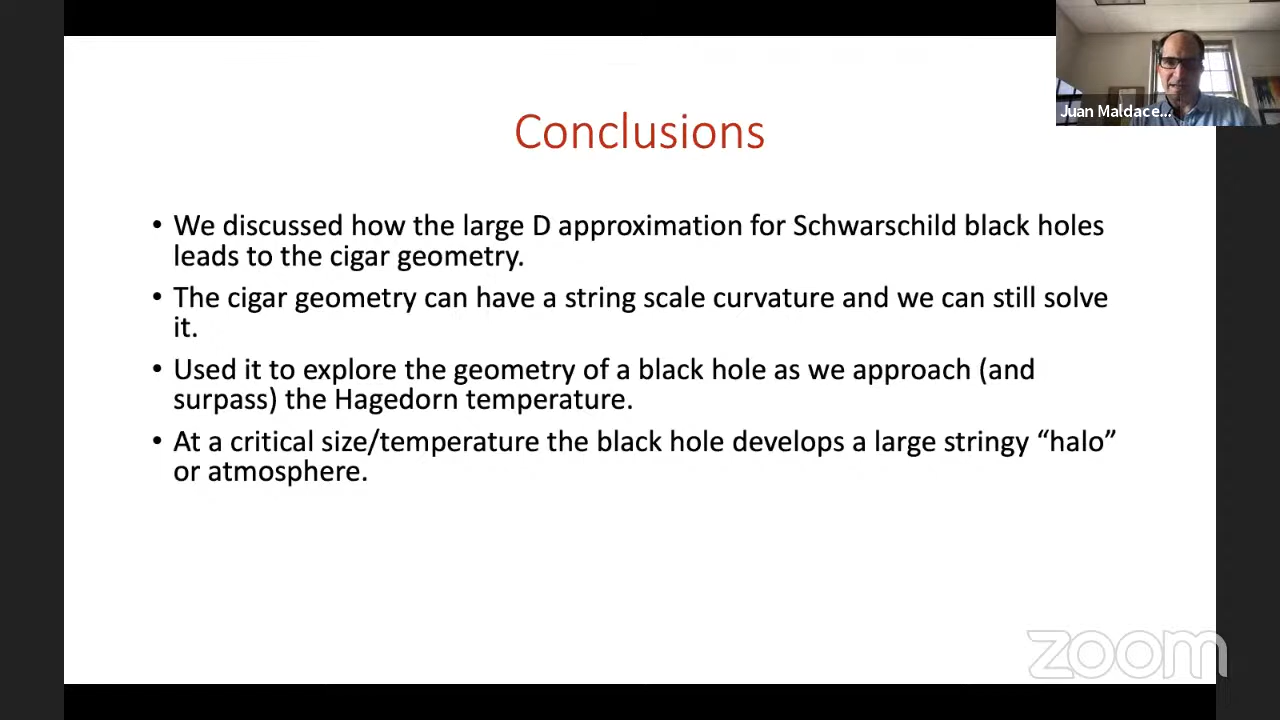 Juan Maldace...
Conclusions
• We discussed how the large D approximation for Schwarschild black holes
leads to the cigar geometry.
• The cigar geometry can have a string scale curvature and we can still solve
it.
• Used it to explore the geometry of a black hole as we approach (and
surpass) the Hagedorn temperature.
• At a critical size/temperature the black hole develops a large stringy “halo”
or atmosphere.
zoom